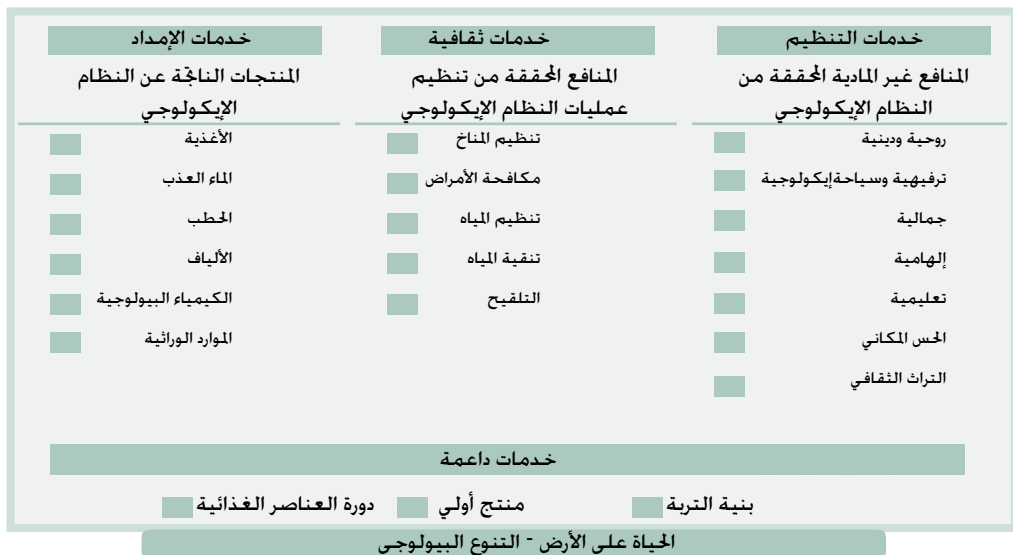 خدمات التنظيم
المنافع غير المادية المحققة من
النظام الإيكولوجي
روحية ودينية
ترفيهية وسياحةإيكولوجية
جمالية
إلهامية
تعليمية
الحس المكاني
التراث الثقافي
خدمات ثقافية
المنافع المحققة من تنظيم
عمليات النظام الإيكولوجي
تنظيم المناخ
مكافحة الأمراض
تنظيم المياه
تنقية المياه
التلقيح
خدمات الإمداد
المنتجات الناتجة عن النظام
الإيكولوجي
الأغذية
الماء العذب
الحطب
الألياف
الكيمياء البيولوجية
الموارد الوراثية
خدمات داعمة
بنية التربة
منتج أولي
دورة العناصر الغذائية
الحياة على الأرض - التنوع البيولوجي